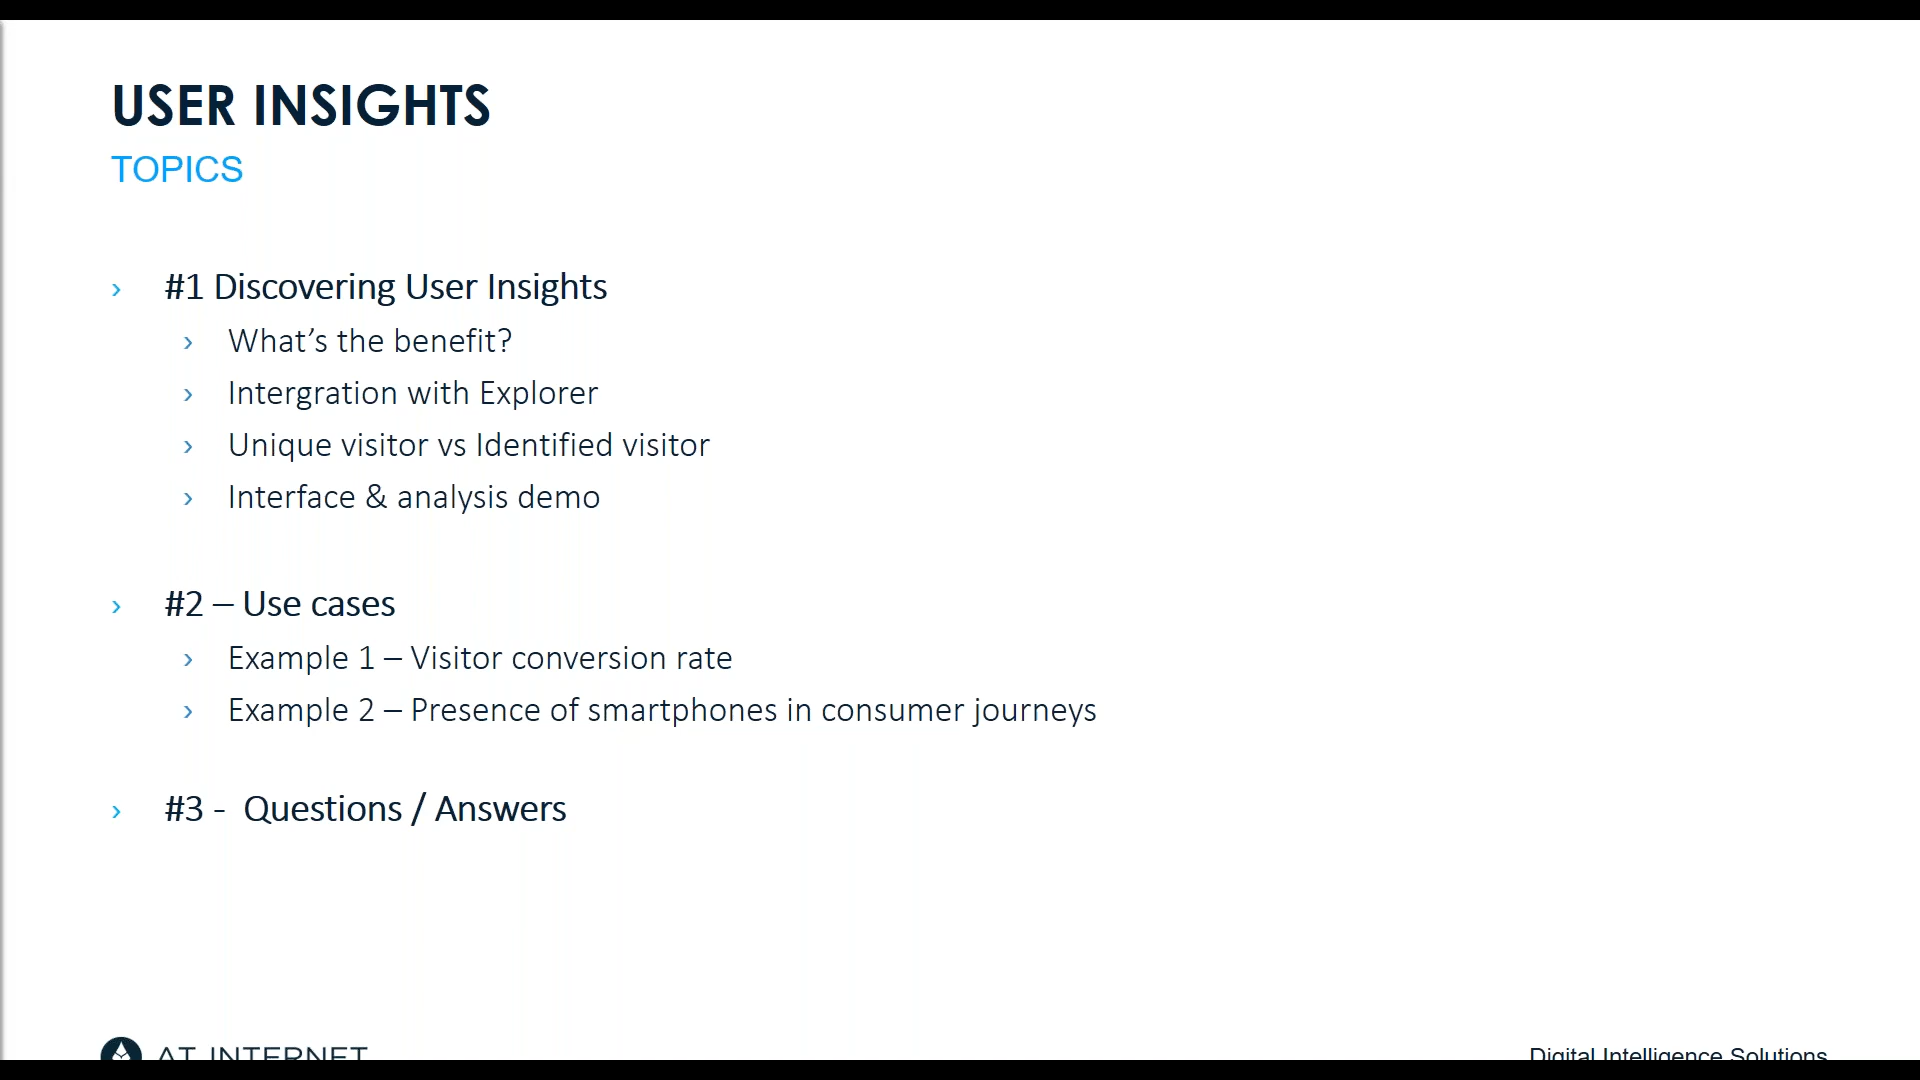 USER INSIGHTS
TOPICS
› #1 Discovering User Insights
› What’s the benefit?
› Intergration with Explorer
› Unique visitor vs Identified visitor
› Interface & analysis demo
› #2 – Use cases
› Example 1 – Visitor conversion rate
› Example 2 – Presence of smartphones in consumer journeys
› #3 - Questions / Answers
AT INTERNET
Digital Intelligence Solutions